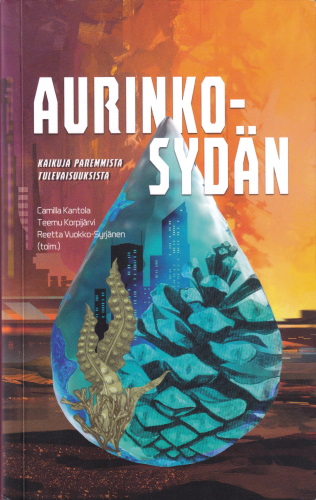 AURINKO-
SYDÄN
KAIKUJA PAREMMISTA
TULEVAISUUKSISTA
Camilla Kantola
Teemu Korpijärvi
Reetta Vuokko-Syrjänen
(toim.)